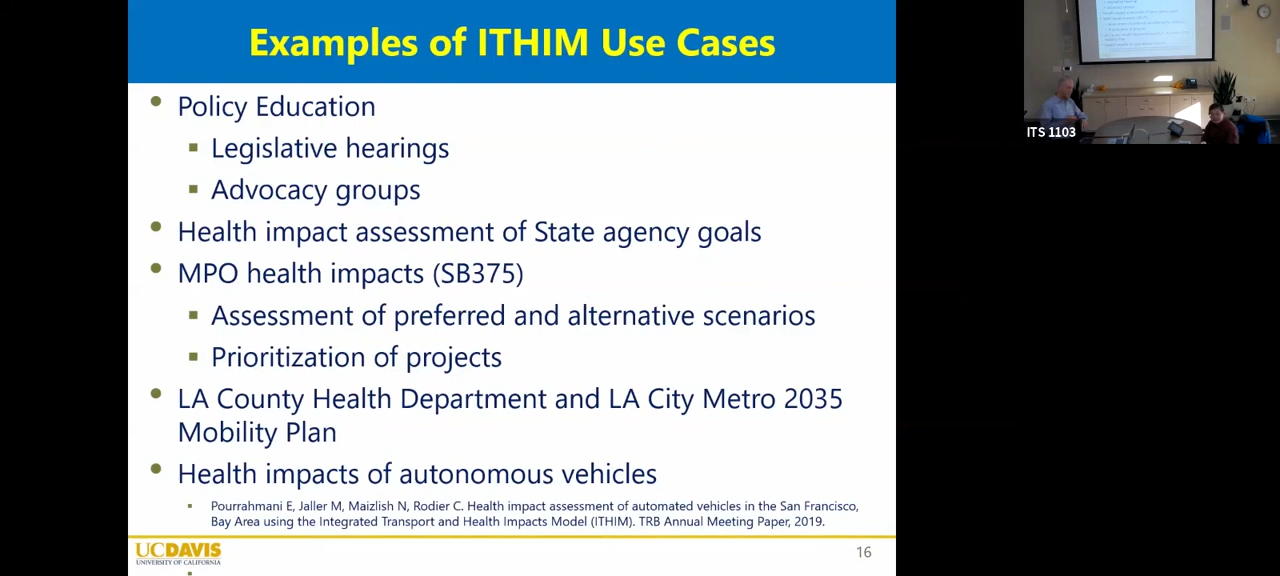 Examples of ITHIM Use Cases
• Policy Education
▪ Legislative hearings
▪ Advocacy groups
• Health impact assessment of State agency goals
• MPO health impacts (SB375)
▪ Assessment of preferred and alternative scenarios
▪ Prioritization of projects
• LA County Health Department and LA City Metro 2035
Mobility Plan
• Health impacts of autonomous vehicles
▪ Pourrahmani E, Jaller M, Maizlish N, Rodier C. Health impact assessment of automated vehicles in the San Francisco,
Bay Area using the Integrated Transport and Health Impacts Model (ITHIM). TRB Annual Meeting Paper, 2019.
UCDAVIS
UNIVERSITY OF CALIFORNIA
16
ITS 1103